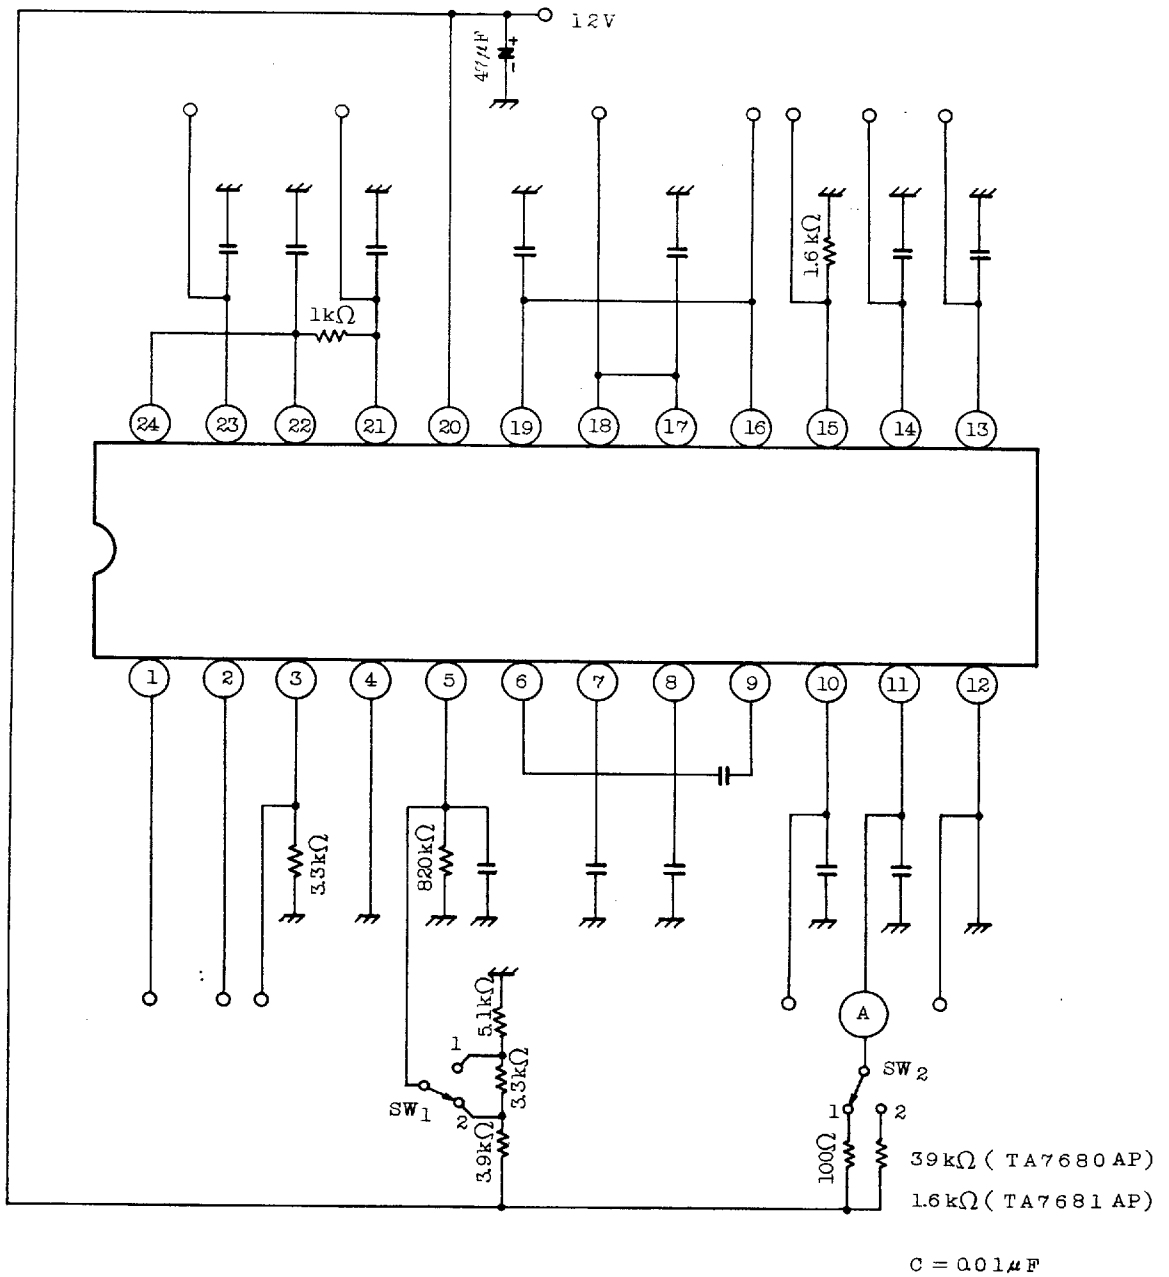 12V
47µF
+
-
1.6kΩ
1kΩ
24 23 22 21 20 19 18 17 16 15 14 13
1 2 3 4 5 6 7 8 9 10 11 12
3.3kΩ
820kΩ
5.1kΩ
A
1
3.3kΩ
SW2
SW1
2
1 2
3.9kΩ
100Ω
39kΩ ( TA7680AP)
1.6kΩ ( TA7681AP)
C = 0.01µF